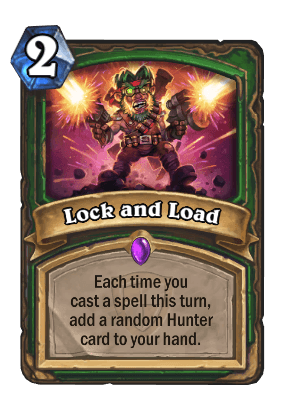 2
Lock and Load
Each time you
cast a spell this turn,
add a random Hunter
card to your hand.